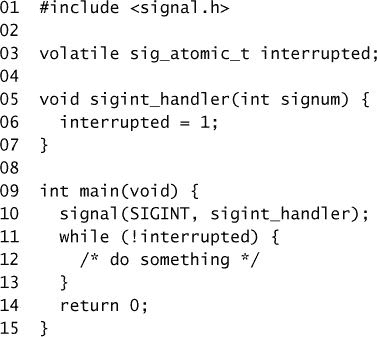 01 #include <signal.h>
02
03 volatile sig_atomic_t interrupted;
04
05 void sigint_handler(int signum) {
06   interrupted = 1;
07 }
08
09 int main(void) {
10   signal(SIGINT, sigint_handler);
11   while (!interrupted) {
12     /* do something */
13   }
14   return 0;
15 }